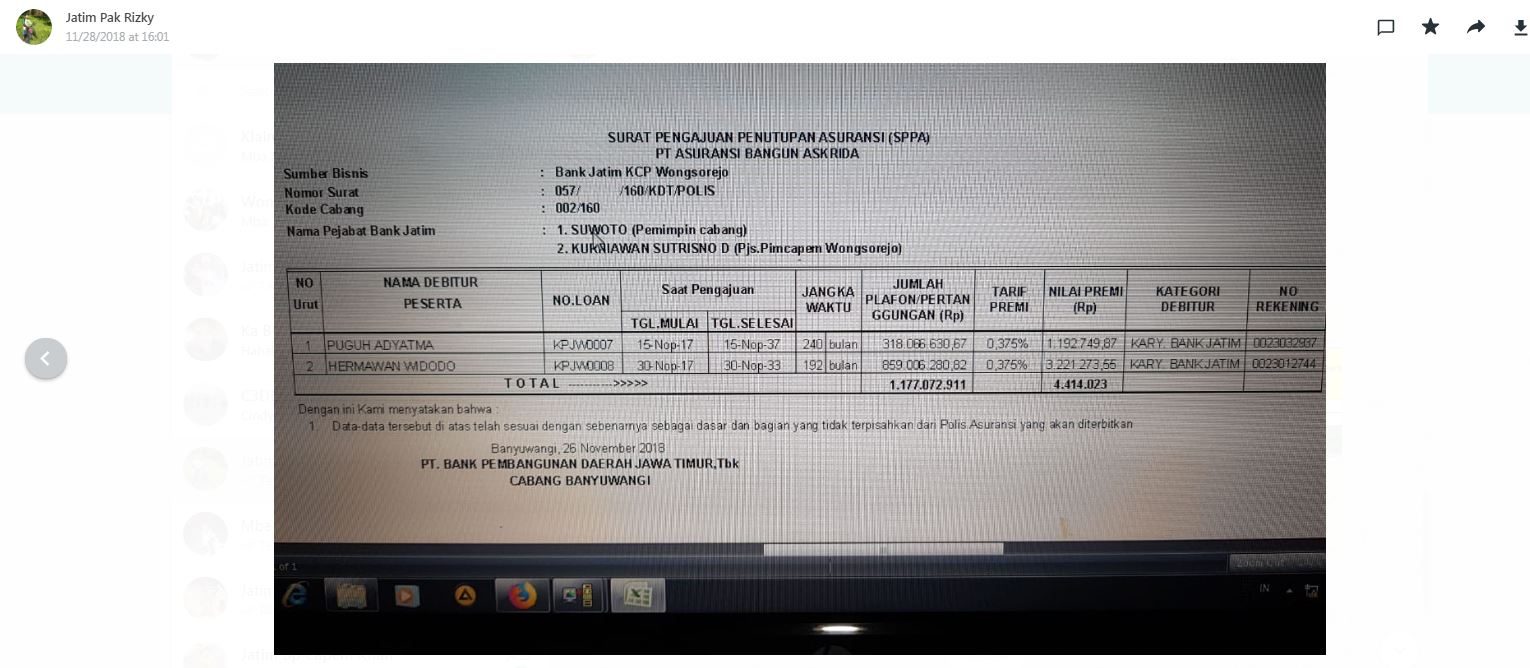 Jatim Pak Rizky
11/28/2018 at 16:01
SURAT PENGAJUAN PENUTUPAN ASURANSI (SPPA)
PT ASURANSI BANGUN ASKRIDA
Sumber Bisnis : Bank Jatim KCP Wongsorejo
Nomor Surat : 057/ /160/KDT/POLIS
Kode Cabang : 002/160
Nama Pejabat Bank Jatim : 1. SUWOTO (Pemimpin cabang)
2. KURNIAWAN SUTRISNO D (Pjs.Pimcapem Wongsorejo)
NO Urut NAMA DEBITUR PESERTA NO.LOAN Saat Pengajuan TGL.MULAI TGL.SELESAI JANGKA WAKTU JUMLAH PLAFON/PERTANGGUNGAN (Rp) TARIF PREMI NILAI PREMI (Rp) KATEGORI DEBITUR NO REKENING
1 PUGUH ADYATMA KPJW0007 15-Nop-17 15-Nop-37 240 bulan 318.066.630,67 0,375% 1.192.749,87 KARY. BANK JATIM 0023032937
2 HERMAWAN WIDODO KPJW0008 30-Nop-17 30-Nop-33 192 bulan 859.006.280,82 0,375% 3.221.273,55 KARY. BANK JATIM 0023012744
TOTAL ----------->>>>> 1.177.072.911 4.414.023
Dengan ini Kami menyatakan bahwa :
1. Data-data tersebut di atas telah sesuai dengan sebenarnya sebagai dasar dan bagian yang tidak terpisahkan dari Polis Asuransi yang akan diterbitkan
Banyuwangi, 26 November 2018
PT. BANK PEMBANGUNAN DAERAH JAWA TIMUR,Tbk
CABANG BANYUWANGI
of 1
Zoom Out
IN